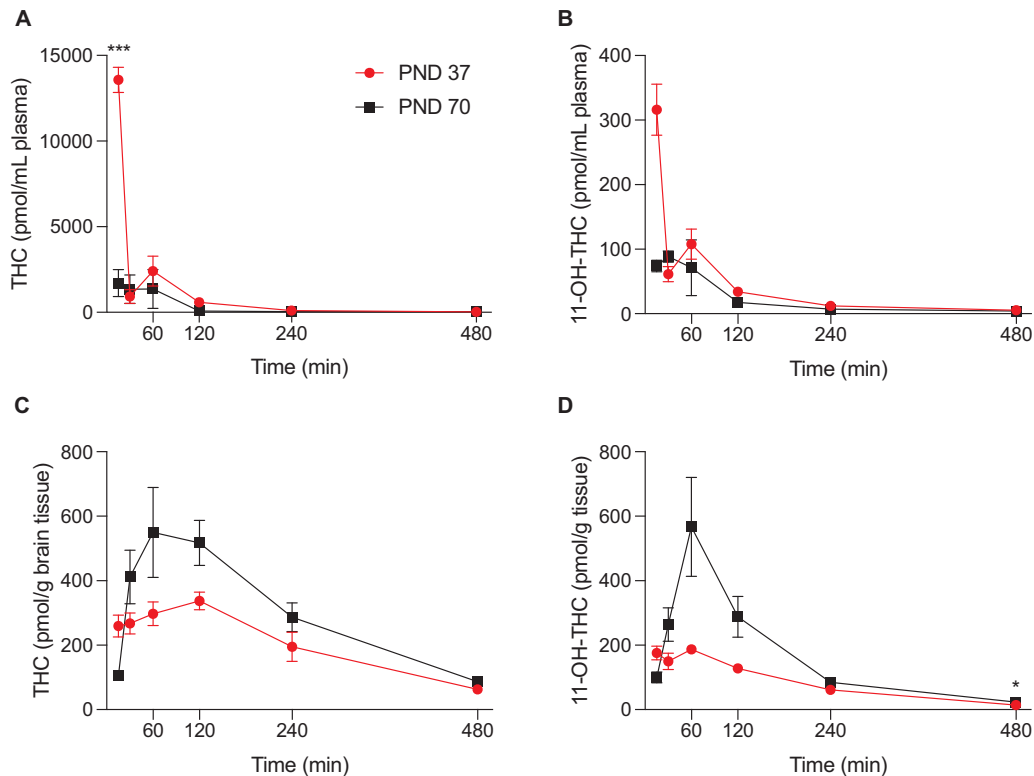 A
THC (pmol/mL plasma)
15000
10000
5000
0
***
PND 37
PND 70
60 120 240 480
Time (min)
B
11-OH-THC (pmol/mL plasma)
400
300
200
100
0
60 120 240 480
Time (min)
C
THC (pmol/g brain tissue)
800
600
400
200
0
60 120 240 480
Time (min)
D
11-OH-THC (pmol/g tissue)
800
600
400
200
0
*
60 120 240 480
Time (min)